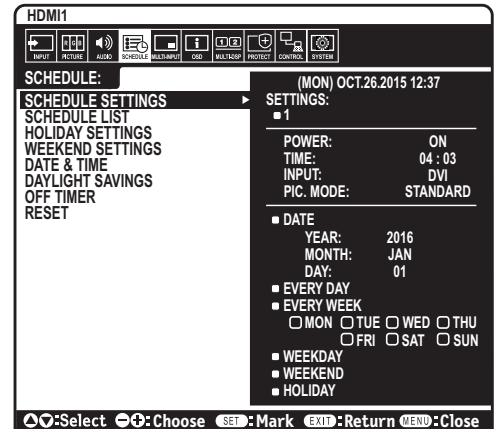 HDMI1
INPUT PICTURE AUDIO SCHEDULE MULTI-INPUT OSD MULTI-DSP PROTECT CONTROL SYSTEM
SCHEDULE:
SCHEDULE SETTINGS
SCHEDULE LIST
HOLIDAY SETTINGS
WEEKEND SETTINGS
DATE & TIME
DAYLIGHT SAVINGS
OFF TIMER
RESET
(MON) OCT.26.2015 12:37
SETTINGS:
1
POWER: ON
TIME: 04 : 03
INPUT: DVI
PIC. MODE: STANDARD
DATE
YEAR: 2016
MONTH: JAN
DAY: 01
EVERY DAY
EVERY WEEK
MON TUE WED THU
FRI SAT SUN
WEEKDAY
WEEKEND
HOLIDAY
:Select :Choose SET:Mark EXIT:Return MENU:Close